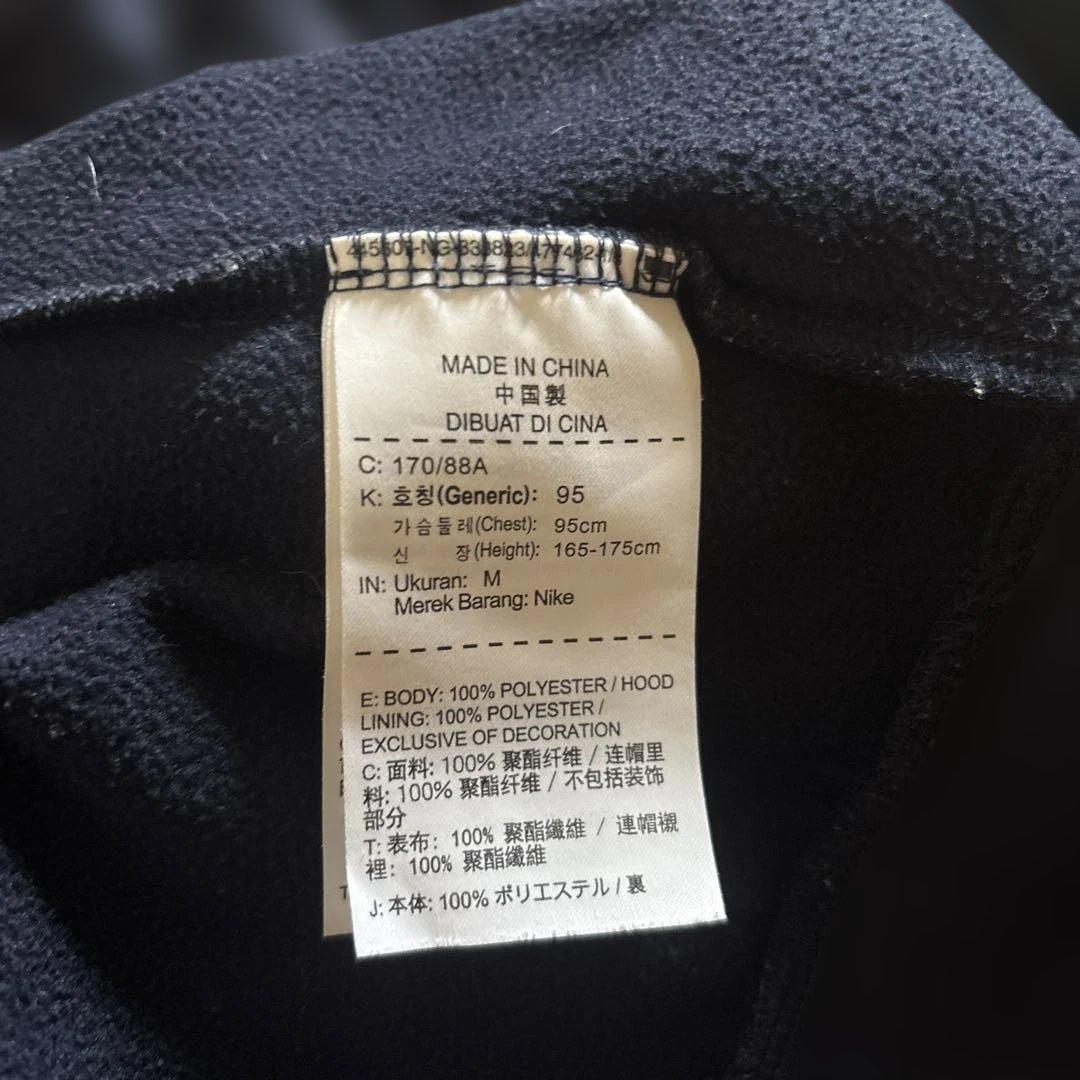 MADE IN CHINA
中国製
DIBUAT DI CINA
C: 170/88A
K: 호칭(Generic): 95
가슴둘레(Chest): 95cm
신 장(Height): 165-175cm
IN: Ukuran: M
Merek Barang: Nike
E: BODY: 100% POLYESTER / HOOD
LINING: 100% POLYESTER /
EXCLUSIVE OF DECORATION
C: 面料: 100% 聚酯纤维 / 连帽里
料: 100% 聚酯纤维 / 不包括装饰
部分
T: 表布: 100% 聚酯纖維 / 連帽襯
裡: 100% 聚酯纖維
J: 本体: 100% ポリエステル / 裏